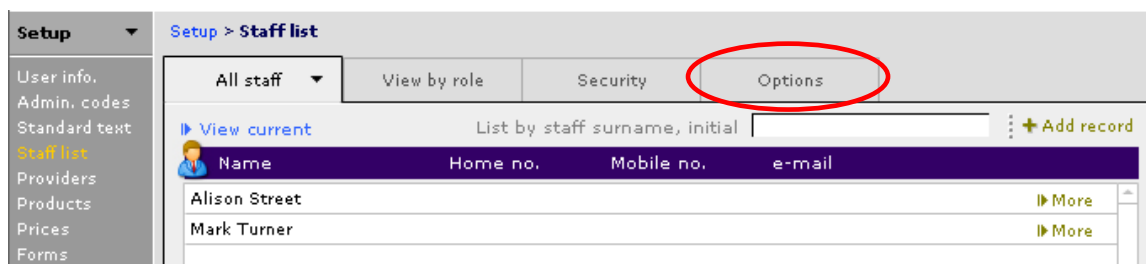 Setup
User info.
Admin. codes
Standard text
Staff list
Providers
Products
Prices
Forms
Setup > Staff list
All staff View by role Security Options
View current List by staff surname, initial Add record
Name Home no. Mobile no. e-mail
Alison Street More
Mark Turner More